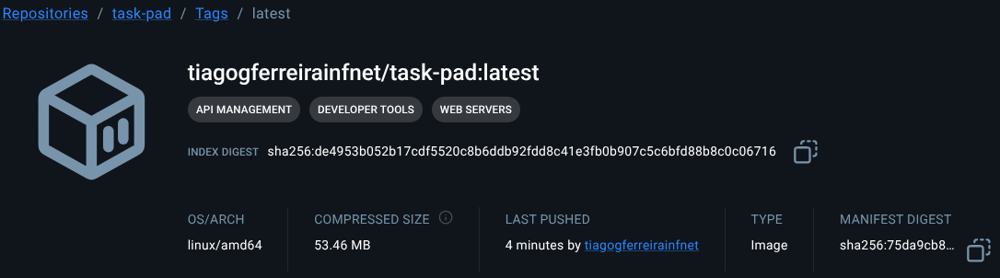 Repositories / task-pad / Tags / latest
tiagogferreirainfnet/task-pad:latest
API MANAGEMENT DEVELOPER TOOLS WEB SERVERS
INDEX DIGEST sha256:de4953b052b17cdf5520c8b6ddb92fdd8c41e3fb0b907c5c6bfd88b8c0c06716
OS/ARCH COMPRESSED SIZE LAST PUSHED TYPE MANIFEST DIGEST
linux/amd64 53.46 MB 4 minutes by tiagogferreirainfnet Image sha256:75da9cb8...